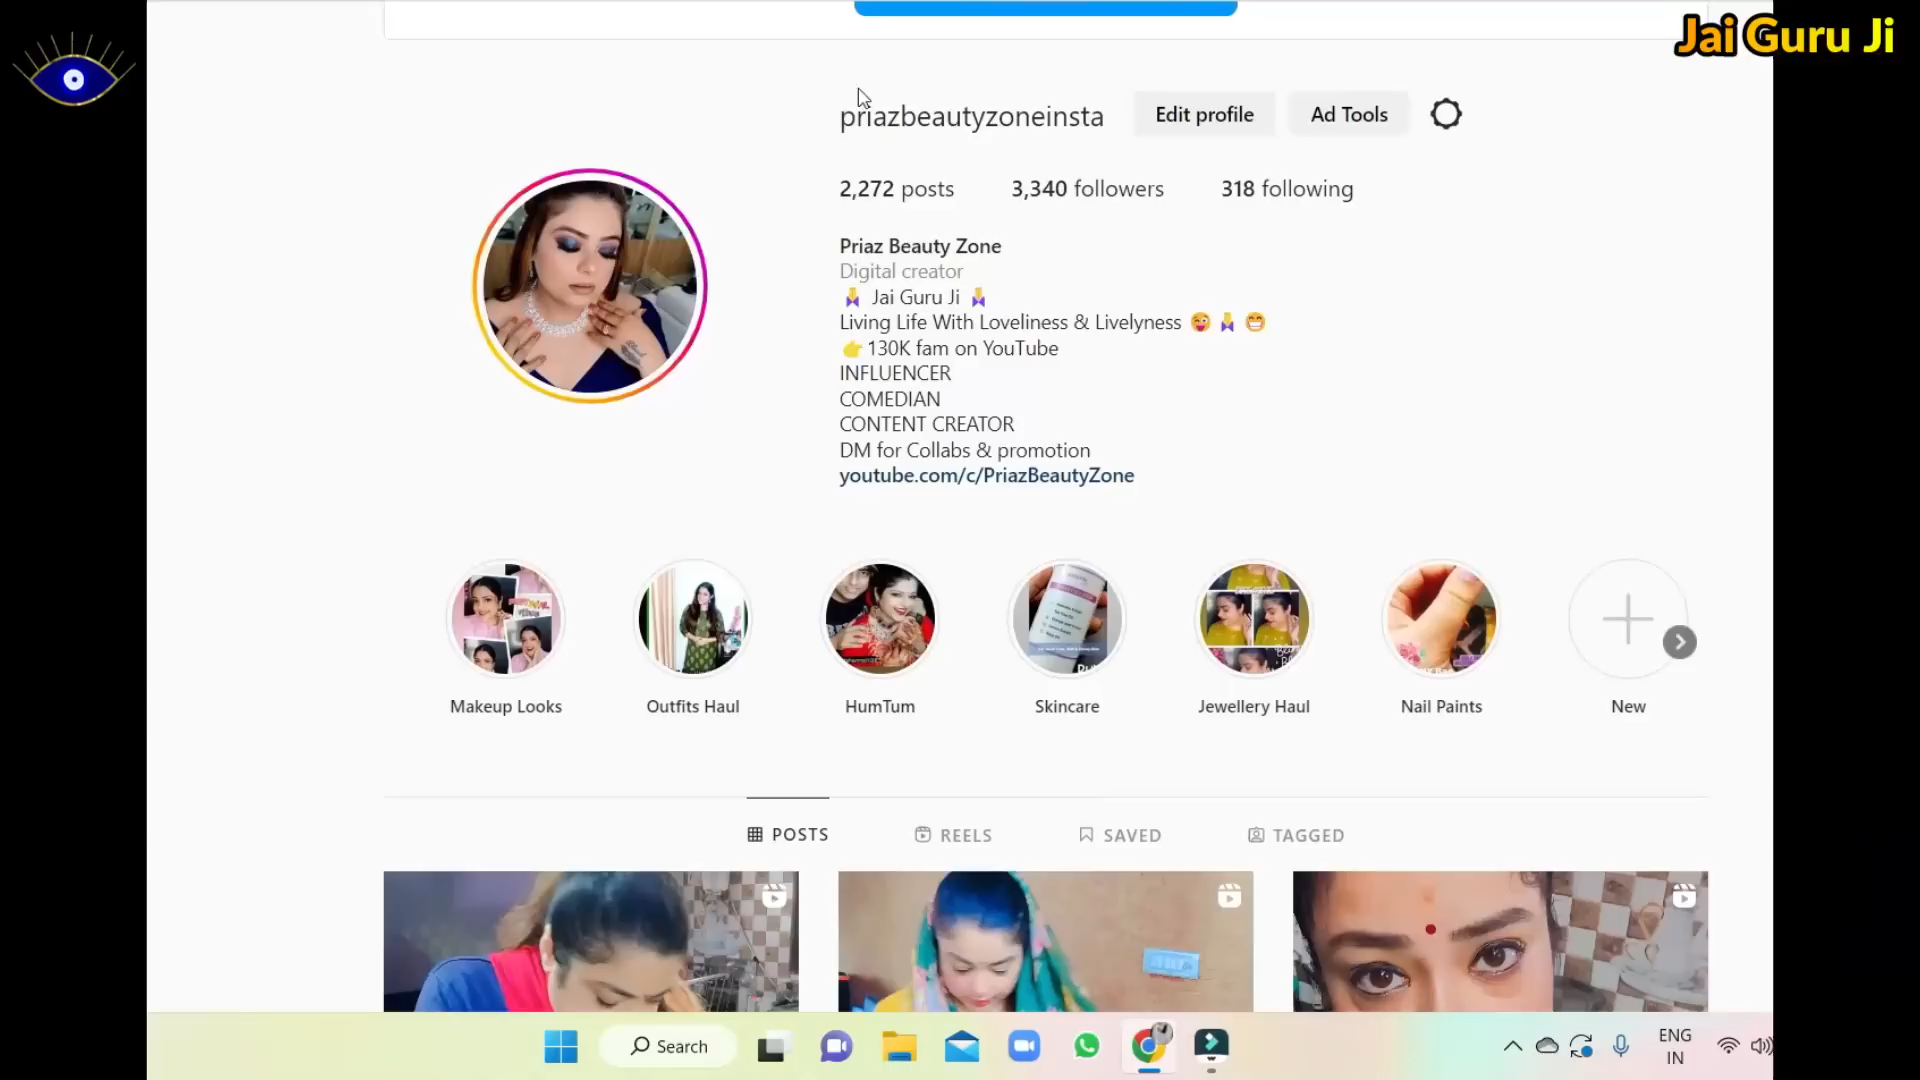 Jai Guru Ji
priazbeautyzoneinsta
Edit profile
Ad Tools
2,272 posts
3,340 followers
318 following
Priaz Beauty Zone
Digital creator
Jai Guru Ji
Living Life With Loveliness & Livelyness
130K fam on YouTube
INFLUENCER
COMEDIAN
CONTENT CREATOR
DM for Collabs & promotion
youtube.com/c/PriazBeautyZone
Makeup Looks
Outfits Haul
HumTum
Skincare
Jewellery Haul
Nail Paints
New
POSTS
REELS
SAVED
TAGGED
Search
ENG
IN